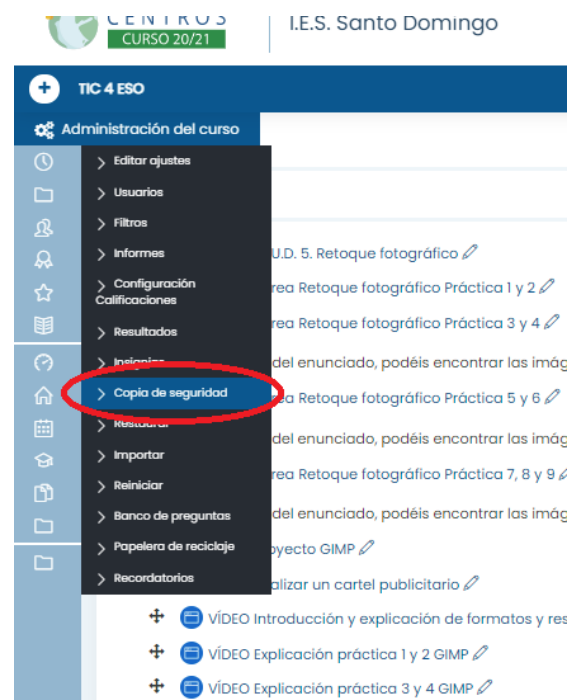 CENTROS
CURSO 20/21
I.E.S. Santo Domingo
TIC 4 ESO
Administración del curso
Editar ajustes
Usuarios
Filtros
Informes
Configuración
Calificaciones
Resultados
Insignias
Copia de seguridad
Restaurar
Importar
Reiniciar
Banco de preguntas
Papelera de reciclaje
Recordatorios
U.D. 5. Retoque fotográfico
rea Retoque fotográfico Práctica 1 y 2
rea Retoque fotográfico Práctica 3 y 4
del enunciado, podéis encontrar las imág
ea Retoque fotográfico Práctica 5 y 6
del enunciado, podéis encontrar las imág
rea Retoque fotográfico Práctica 7, 8 y 9
del enunciado, podéis encontrar las imág
oyecto GIMP
alizar un cartel publicitario
VÍDEO Introducción y explicación de formatos y res
VÍDEO Explicación práctica 1 y 2 GIMP
VÍDEO Explicación práctica 3 y 4 GIMP